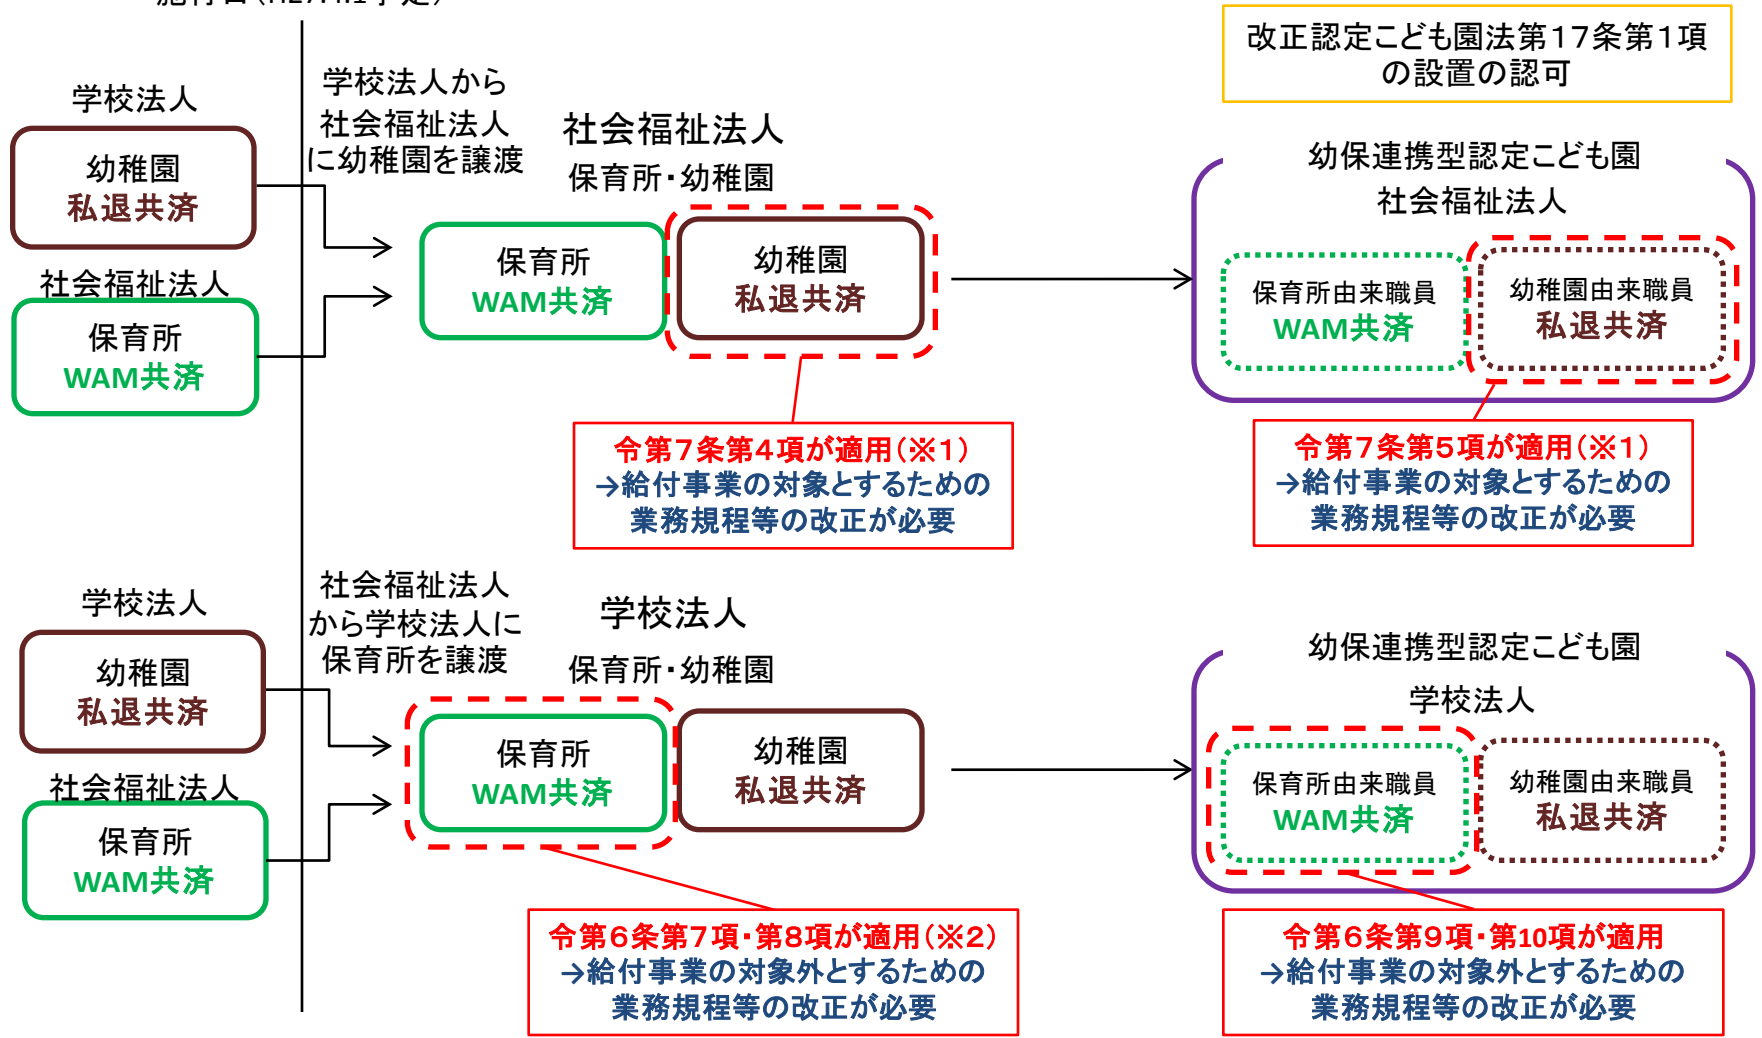 施行日(H27.4.1予定)
改正認定こども園法第17条第1項
の設置の認可
学校法人
幼稚園
私退共済
社会福祉法人
保育所
WAM共済
学校法人から
社会福祉法人
に幼稚園を譲渡
社会福祉法人
保育所・幼稚園
保育所
WAM共済
幼稚園
私退共済
幼保連携型認定こども園
社会福祉法人
保育所由来職員
WAM共済
幼稚園由来職員
私退共済
令第7条第4項が適用(※1)
→給付事業の対象とするための
業務規程等の改正が必要
令第7条第5項が適用(※1)
→給付事業の対象とするための
業務規程等の改正が必要
学校法人
幼稚園
私退共済
社会福祉法人
保育所
WAM共済
社会福祉法人
から学校法人に
保育所を譲渡
学校法人
保育所・幼稚園
保育所
WAM共済
幼稚園
私退共済
幼保連携型認定こども園
学校法人
保育所由来職員
WAM共済
幼稚園由来職員
私退共済
令第6条第7項・第8項が適用(※2)
→給付事業の対象外とするための
業務規程等の改正が必要
令第6条第9項・第10項が適用
→給付事業の対象外とするための
業務規程等の改正が必要